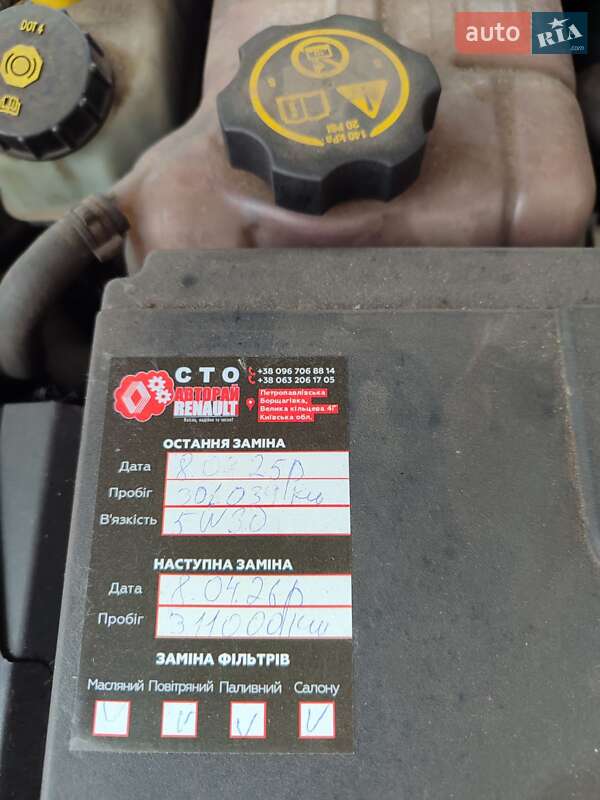 auto RIA.com
DOT 4
140 kPa
20 PSI
СТО
АВТОРАЙ
RENAULT
+38 096 706 88 14
+38 063 206 17 05
Петропавлівська
Борщагівка,
Велика кільцева 4Г
Київська обл.
ОСТАННЯ ЗАМІНА
Дата 8. 25р
Пробіг км
В'язкість 5W30
НАСТУПНА ЗАМІНА
Дата 8.04.26р
Пробіг 311000км
ЗАМІНА ФІЛЬТРІВ
Масляний Повітряний Паливний Салону